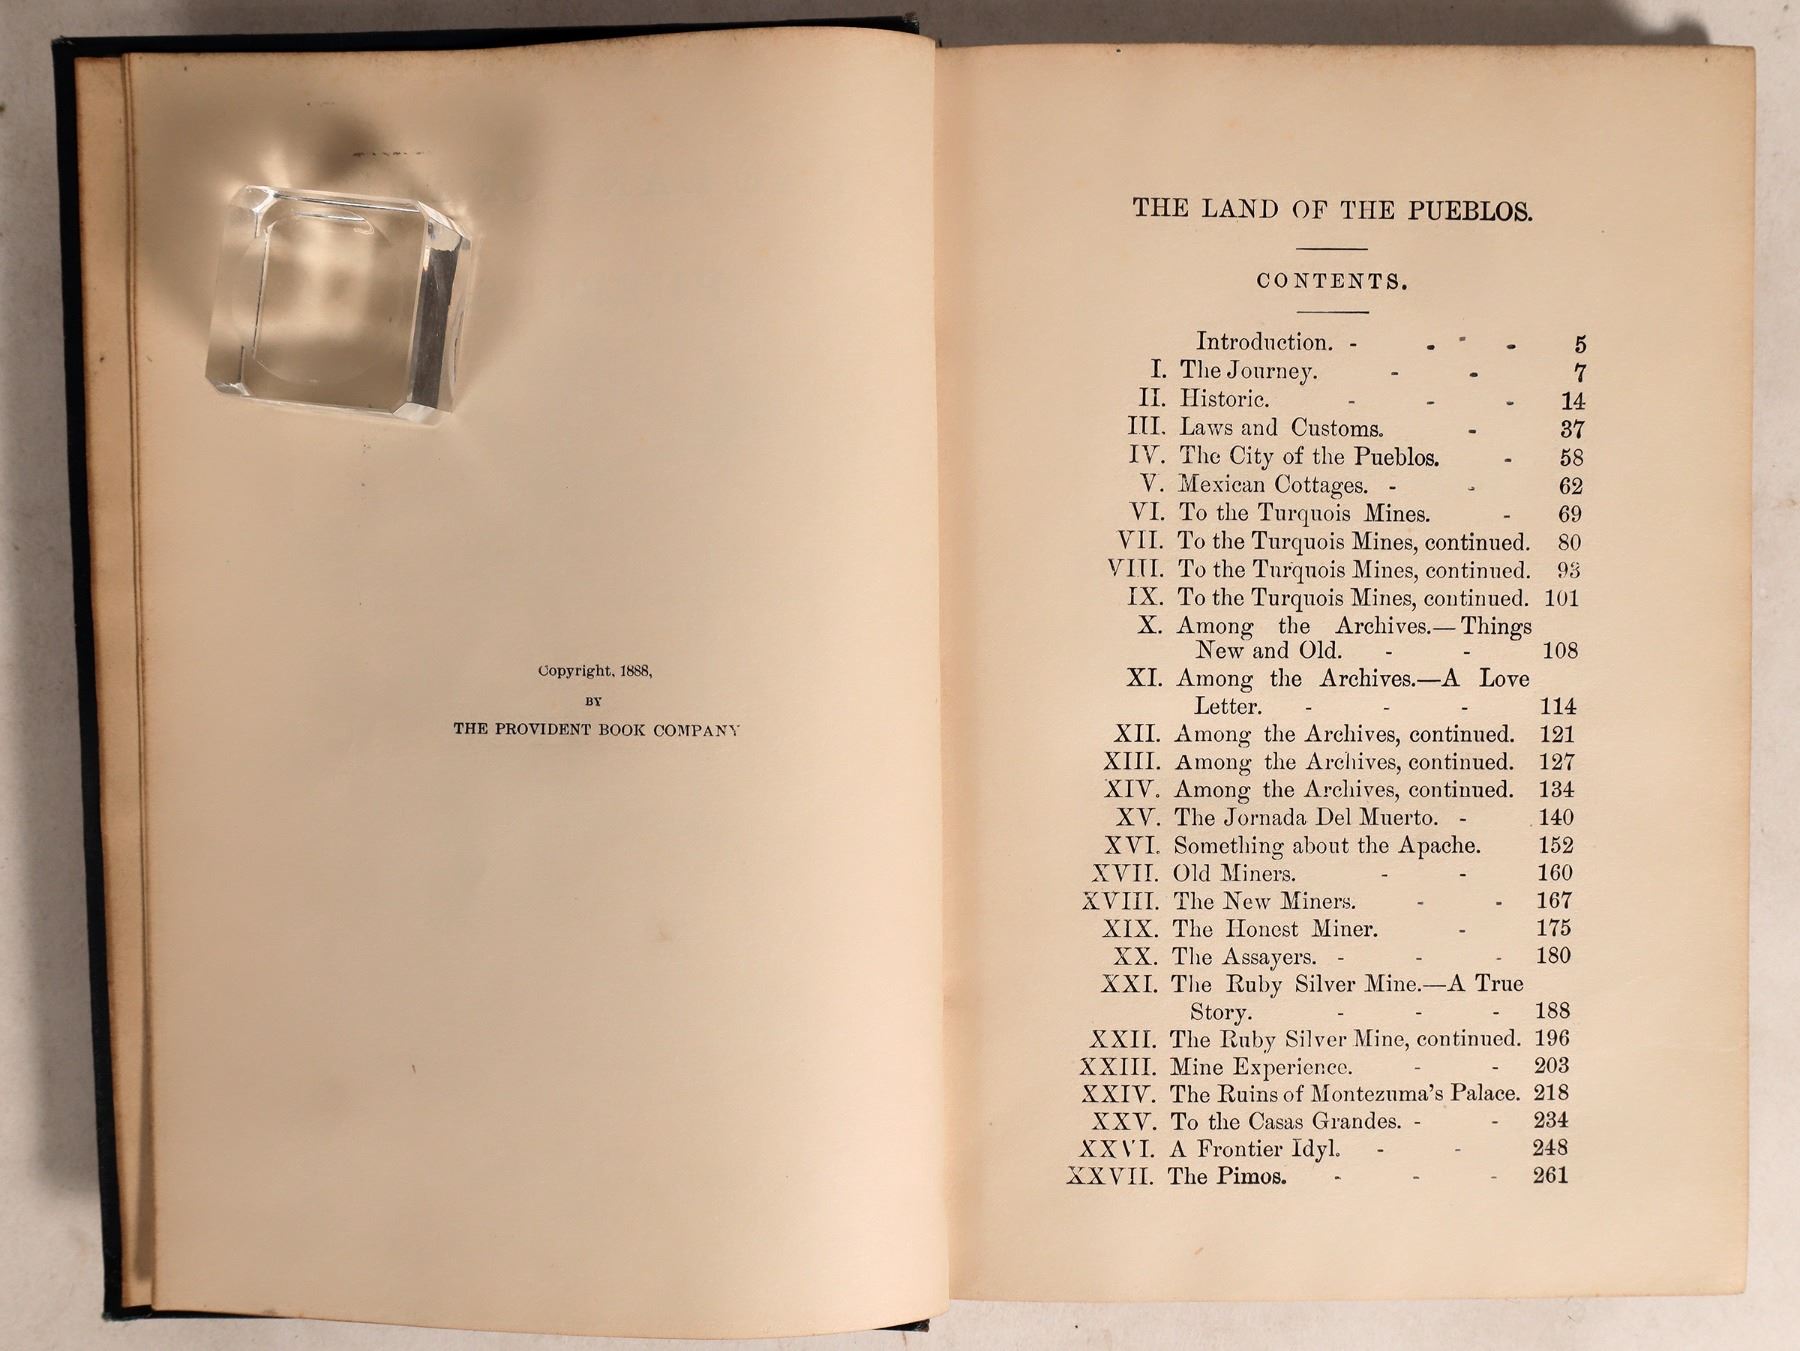 Copyright, 1888,
BY
THE PROVIDENT BOOK COMPANY
THE LAND OF THE PUEBLOS.
CONTENTS.
Introduction. - - - - 5
I. The Journey. - - 7
II. Historic. - - - 14
III. Laws and Customs. - 37
IV. The City of the Pueblos. - 58
V. Mexican Cottages. - - 62
VI. To the Turquois Mines. - 69
VII. To the Turquois Mines, continued. 80
VIII. To the Turquois Mines, continued. 93
IX. To the Turquois Mines, continued. 101
X. Among the Archives.—Things
New and Old. - - 108
XI. Among the Archives.—A Love
Letter. - - - 114
XII. Among the Archives, continued. 121
XIII. Among the Archives, continued. 127
XIV. Among the Archives, continued. 134
XV. The Jornada Del Muerto. - 140
XVI. Something about the Apache. 152
XVII. Old Miners. - - 160
XVIII. The New Miners. - - 167
XIX. The Honest Miner. - 175
XX. The Assayers. - - - 180
XXI. The Ruby Silver Mine.—A True
Story. - - - 188
XXII. The Ruby Silver Mine, continued. 196
XXIII. Mine Experience. - - 203
XXIV. The Ruins of Montezuma's Palace. 218
XXV. To the Casas Grandes. - - 234
XXVI. A Frontier Idyl. - - 248
XXVII. The Pimos. - - - 261